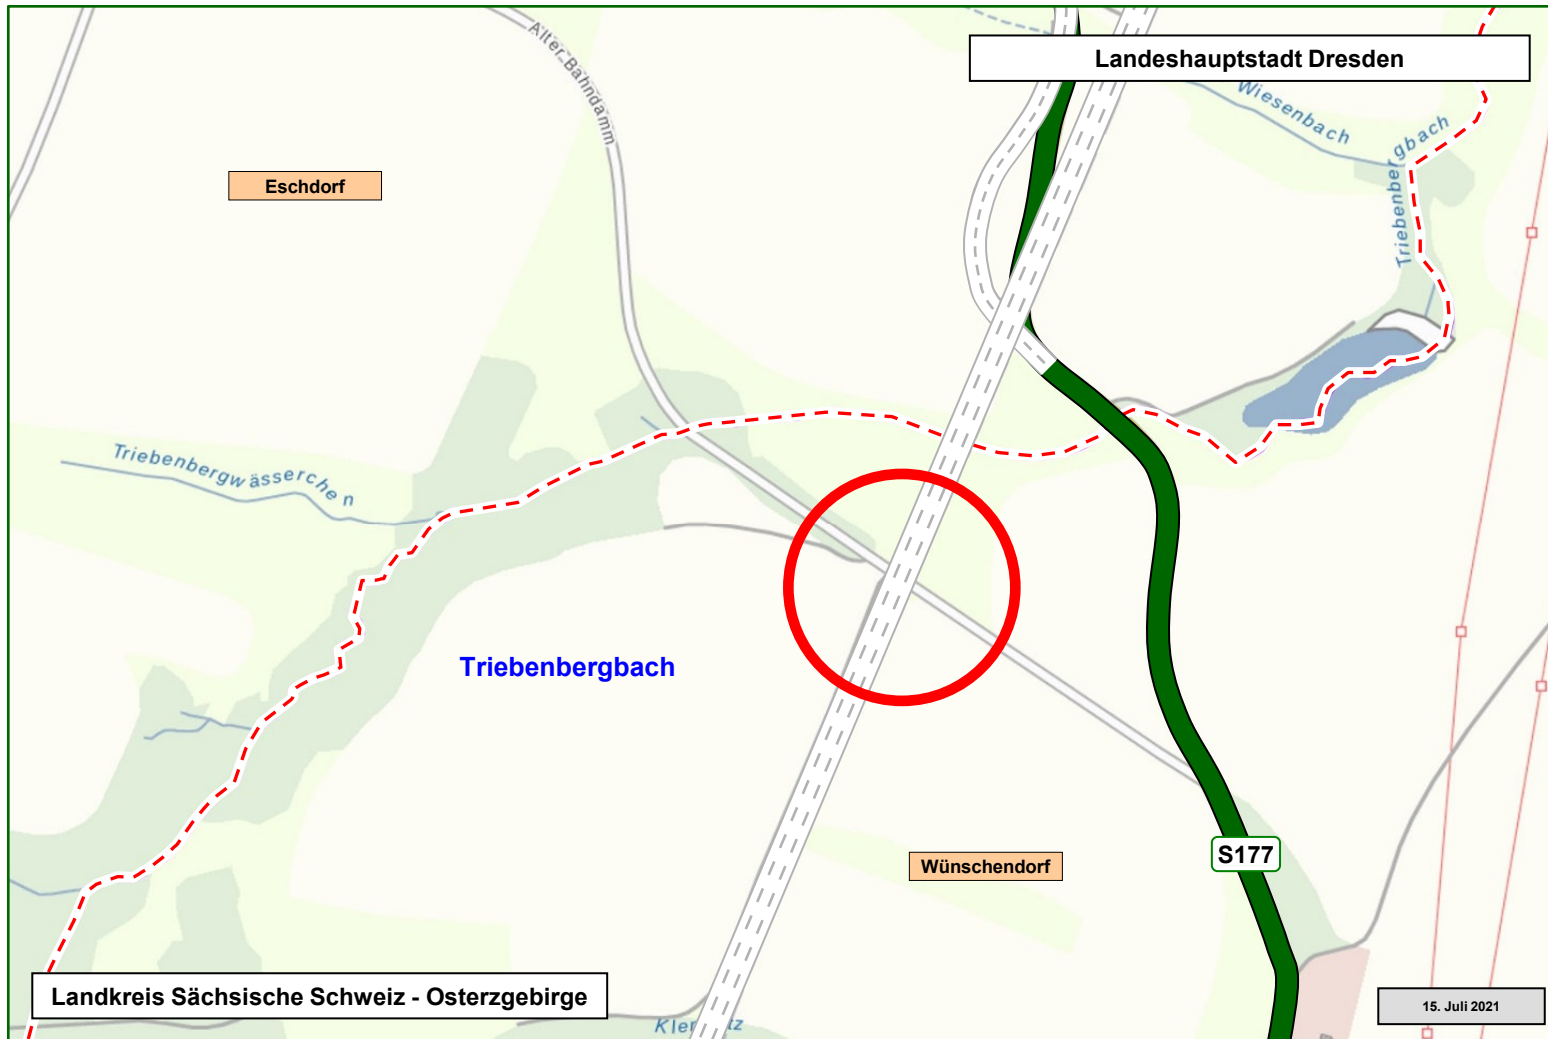 Landeshauptstadt Dresden
Alter Bahndamm
Wiesenbach
Triebenbergbach
Eschdorf
Triebenbergwässerchen
Triebenbergbach
S177
Wünschendorf
Landkreis Sächsische Schweiz - Osterzgebirge
15. Juli 2021